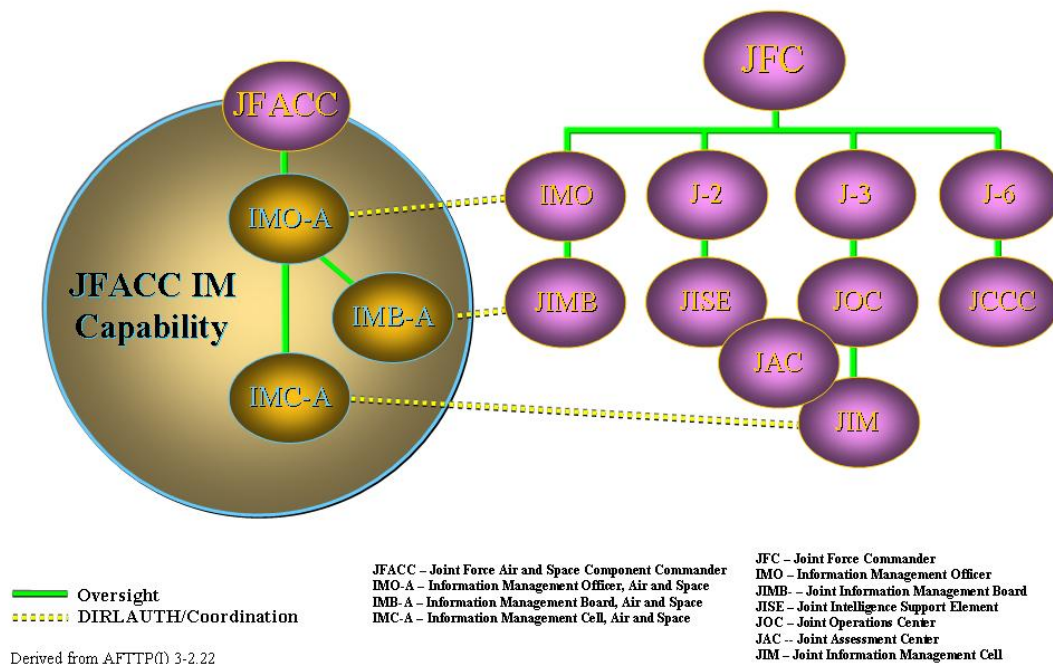 JFC
JFACC
IMO-A
IMO
J-2
J-3
J-6
JFACC IM
Capability
IMB-A
JIMB
JISE
JOC
JCCC
JAC
IMC-A
JIM
Oversight
DIRLAUTH/Coordination
Derived from AFTTP(I) 3-2.22
JFACC – Joint Force Air and Space Component Commander
IMO-A – Information Management Officer, Air and Space
IMB-A – Information Management Board, Air and Space
IMC-A – Information Management Cell, Air and Space
JFC – Joint Force Commander
IMO – Information Management Officer
JIMB- – Joint Information Management Board
JISE – Joint Intelligence Support Element
JOC – Joint Operations Center
JAC -- Joint Assessment Center
JIM – Joint Information Management Cell